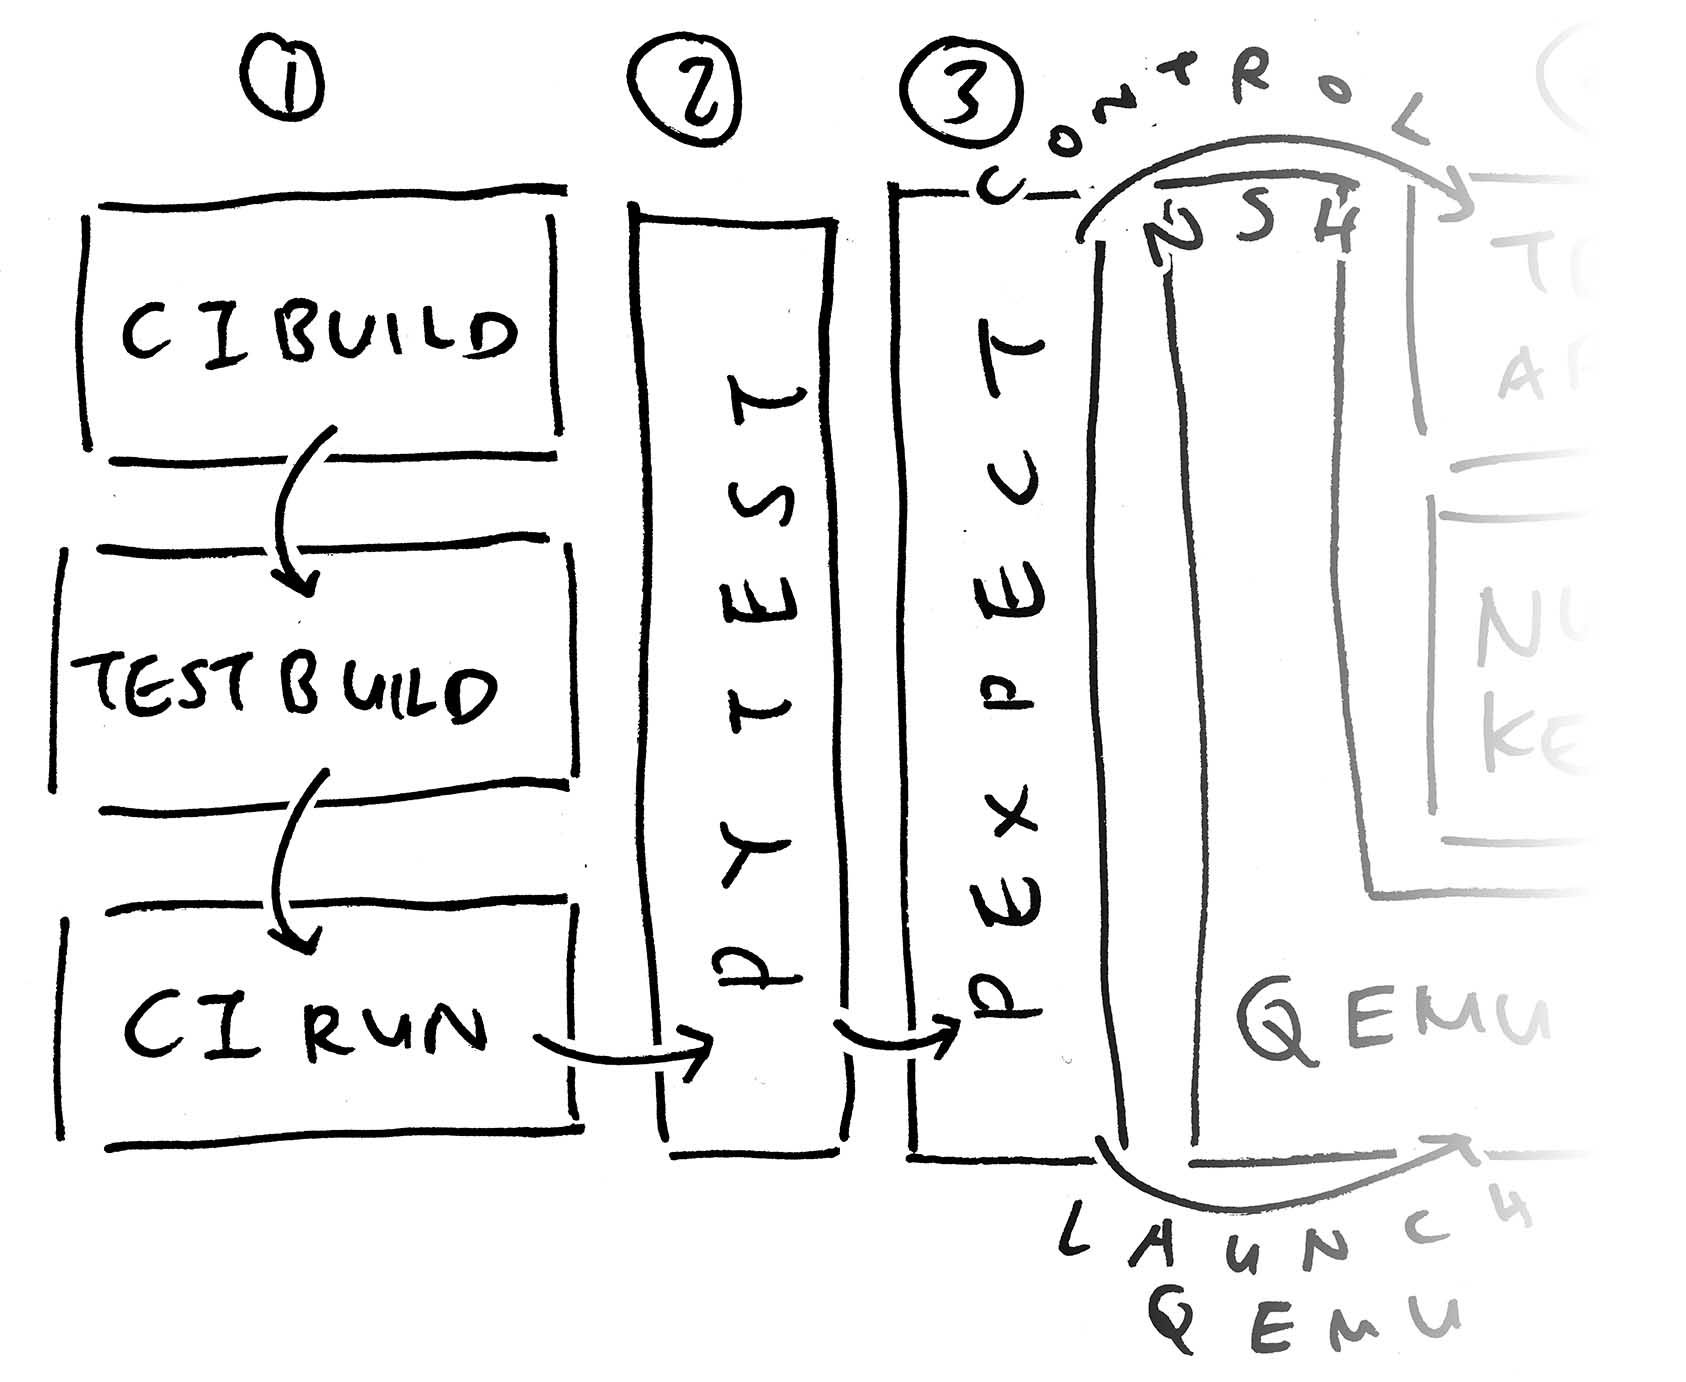 1
2
3
CONTROL
NSH
CI BUILD
TEST BUILD
CI RUN
PYTEST
PEXPECT
QEMU
LAUNCH
QEMU